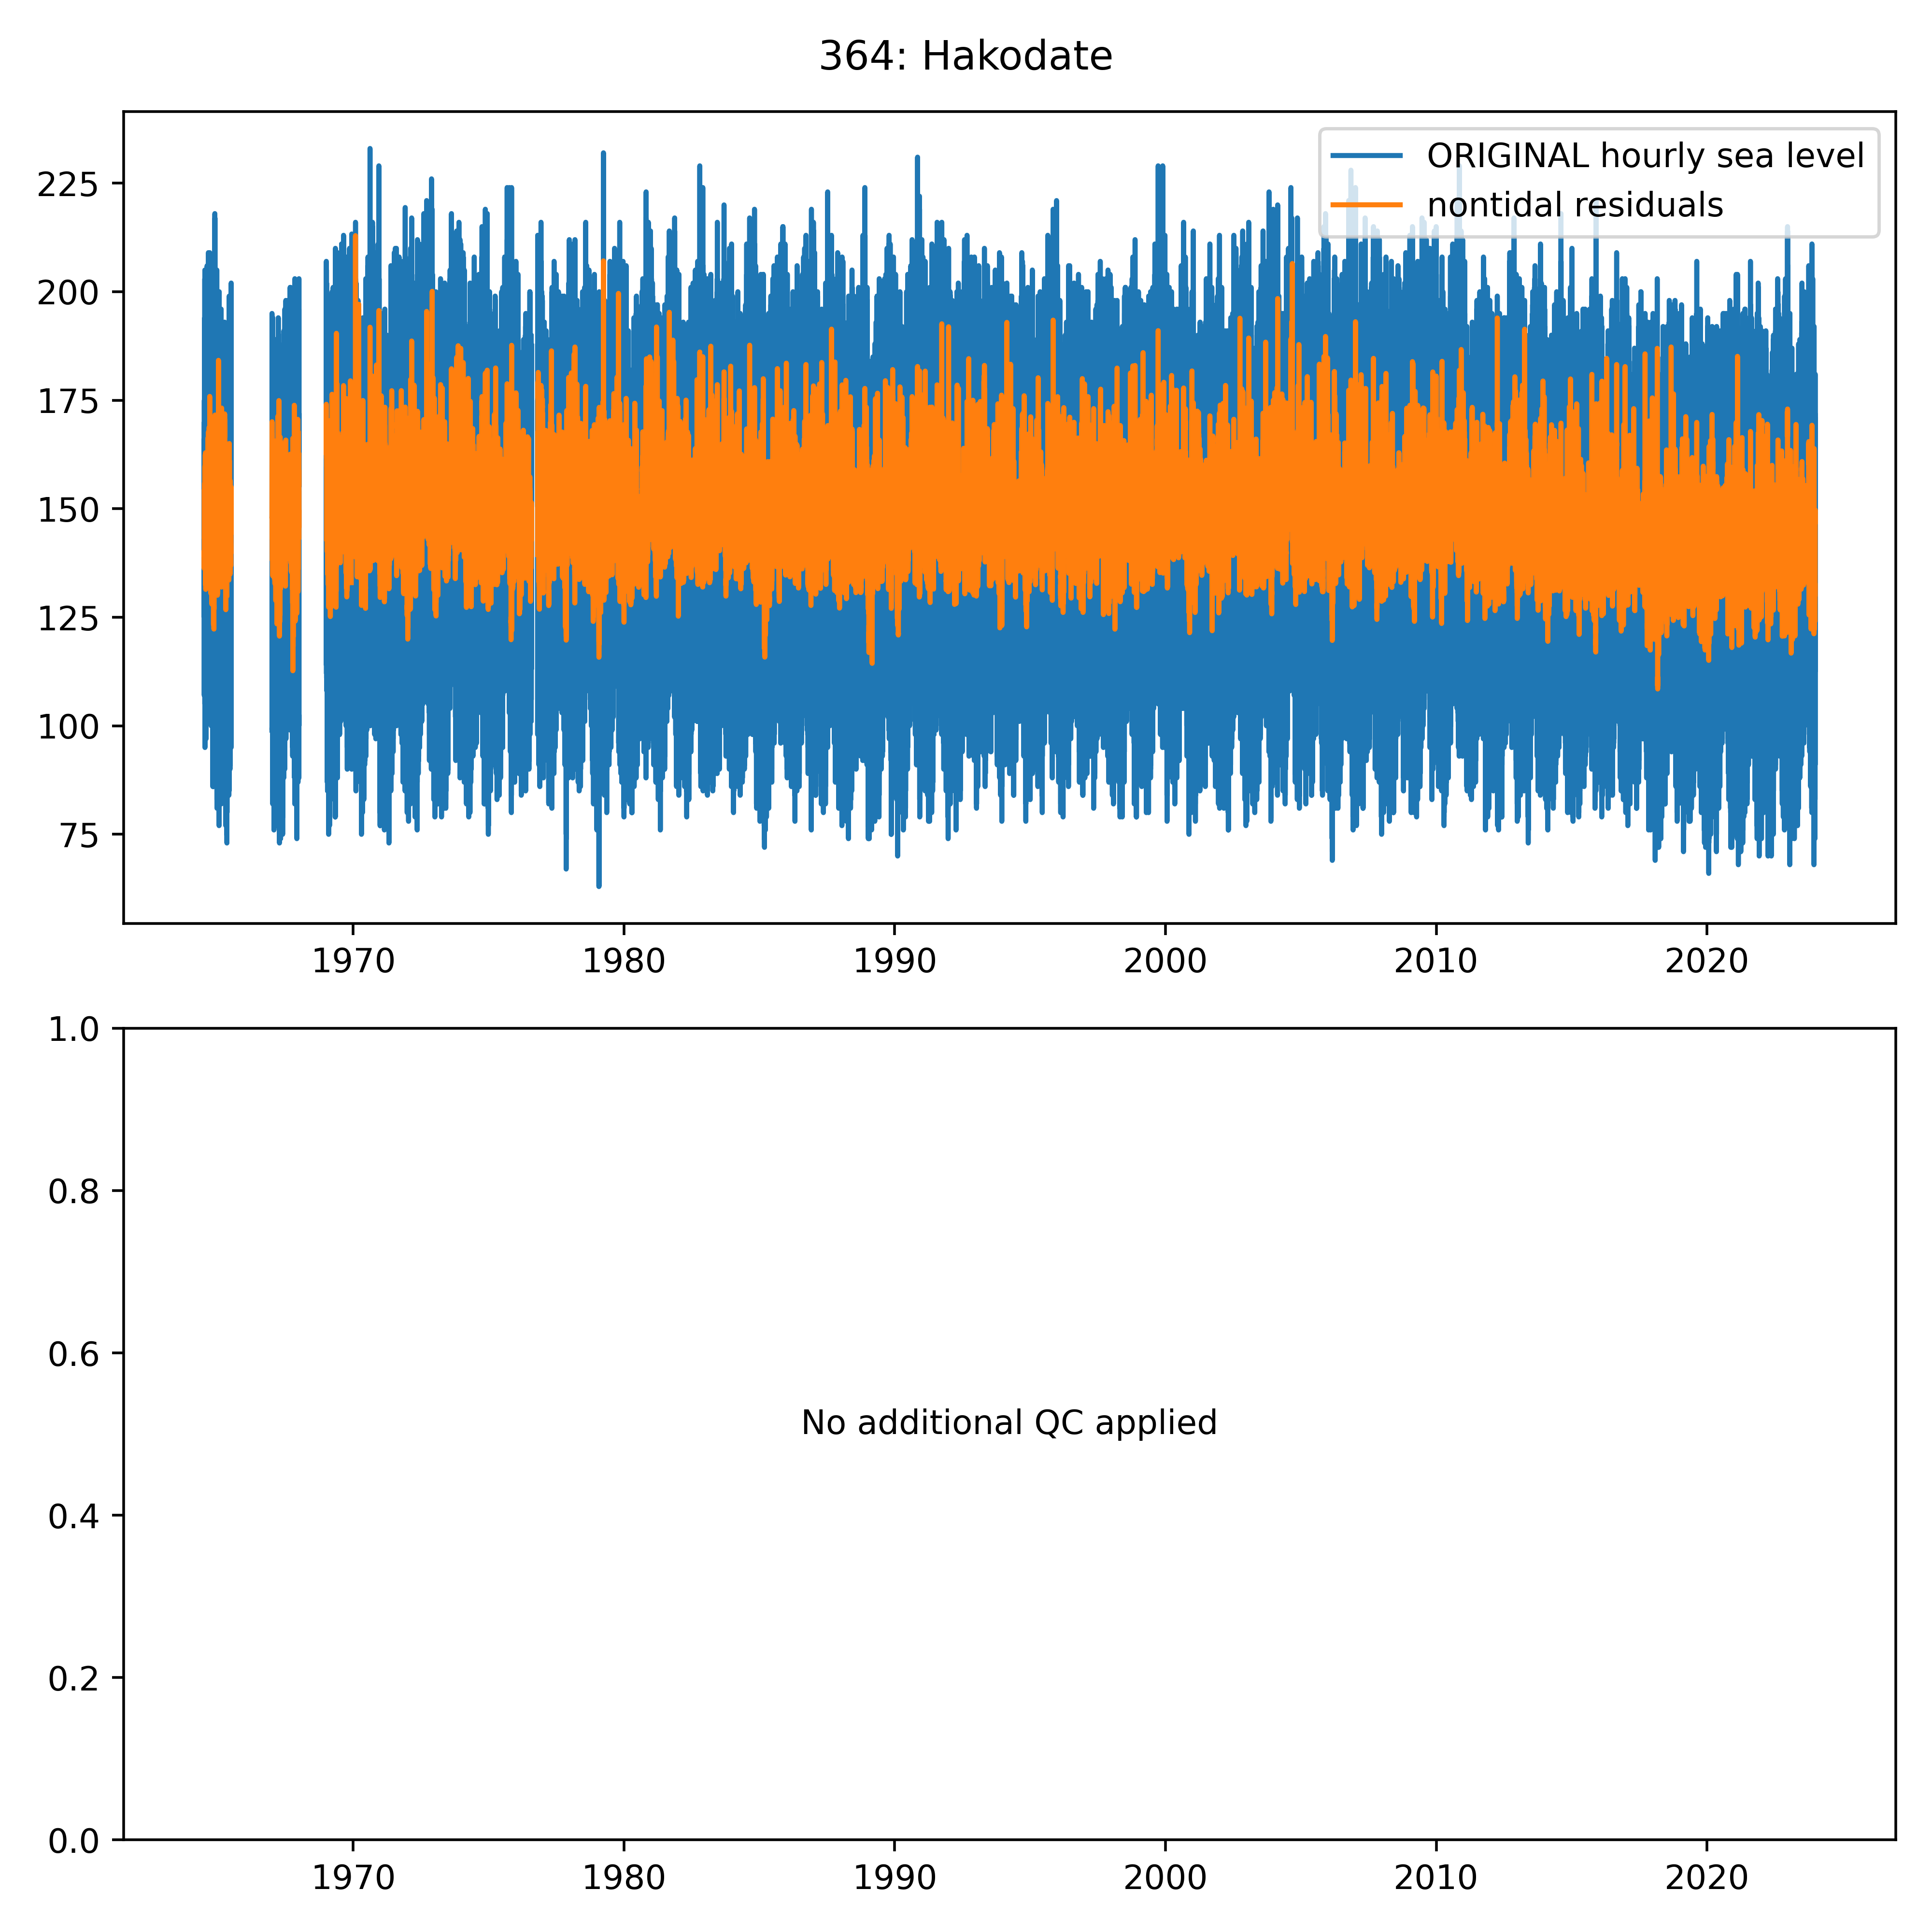 364: Hakodate
ORIGINAL hourly sea level
nontidal residuals
225
200
175
150
125
100
75
1970 1980 1990 2000 2010 2020
1.0
0.8
0.6
0.4
0.2
0.0
No additional QC applied
1970 1980 1990 2000 2010 2020